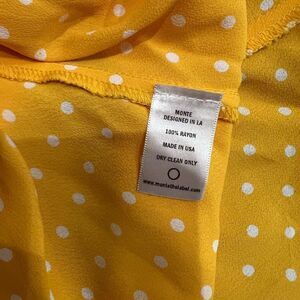 MONTE
DESIGNED IN LA
100% RAYON
MADE IN USA
DRY CLEAN ONLY
www.montethelabel.com